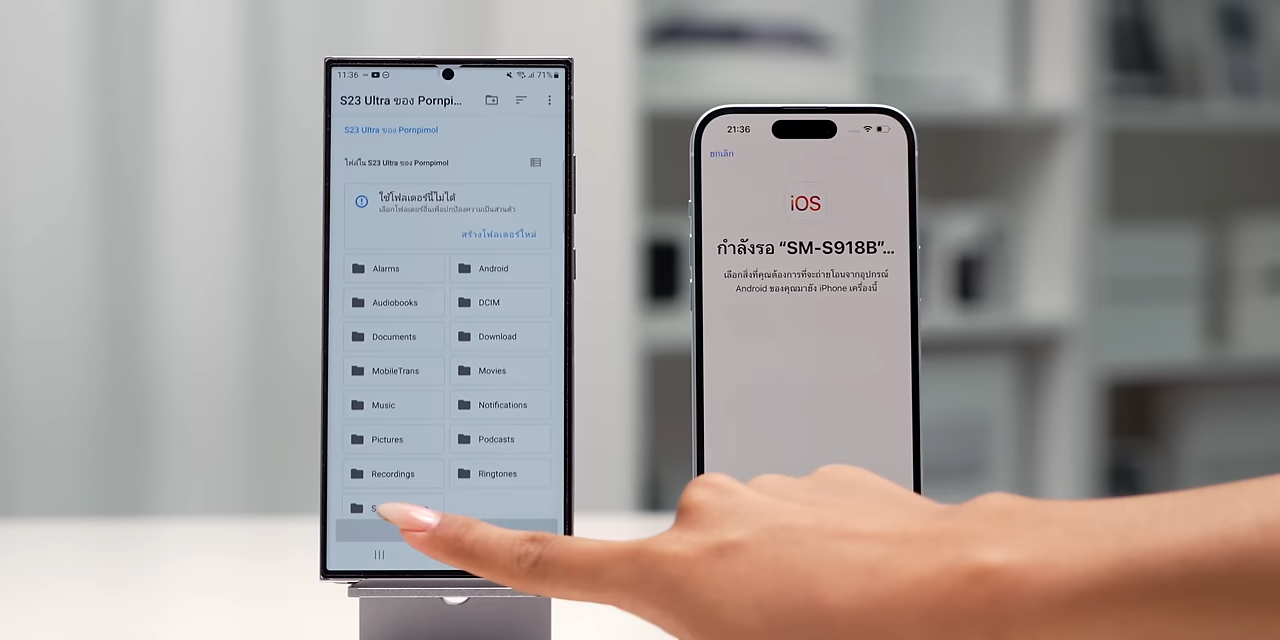 11:36
71%
S23 Ultra ของ Pornpi...
S23 Ultra ของ Pornpimol
ไฟล์ใน S23 Ultra ของ Pornpimol
ใช้โฟลเดอร์นี้ไม่ได้
เลือกโฟลเดอร์อื่นเพื่อปกป้องความเป็นส่วนตัว
สร้างโฟลเดอร์ใหม่
Alarms
Android
Audiobooks
DCIM
Documents
Download
MobileTrans
Movies
Music
Notifications
Pictures
Podcasts
Recordings
Ringtones
21:36
ยกเลิก
iOS
กำลังรอ “SM-S918B”...
เลือกสิ่งที่คุณต้องการที่จะถ่ายโอนจากอุปกรณ์
Android ของคุณมายัง iPhone เครื่องนี้